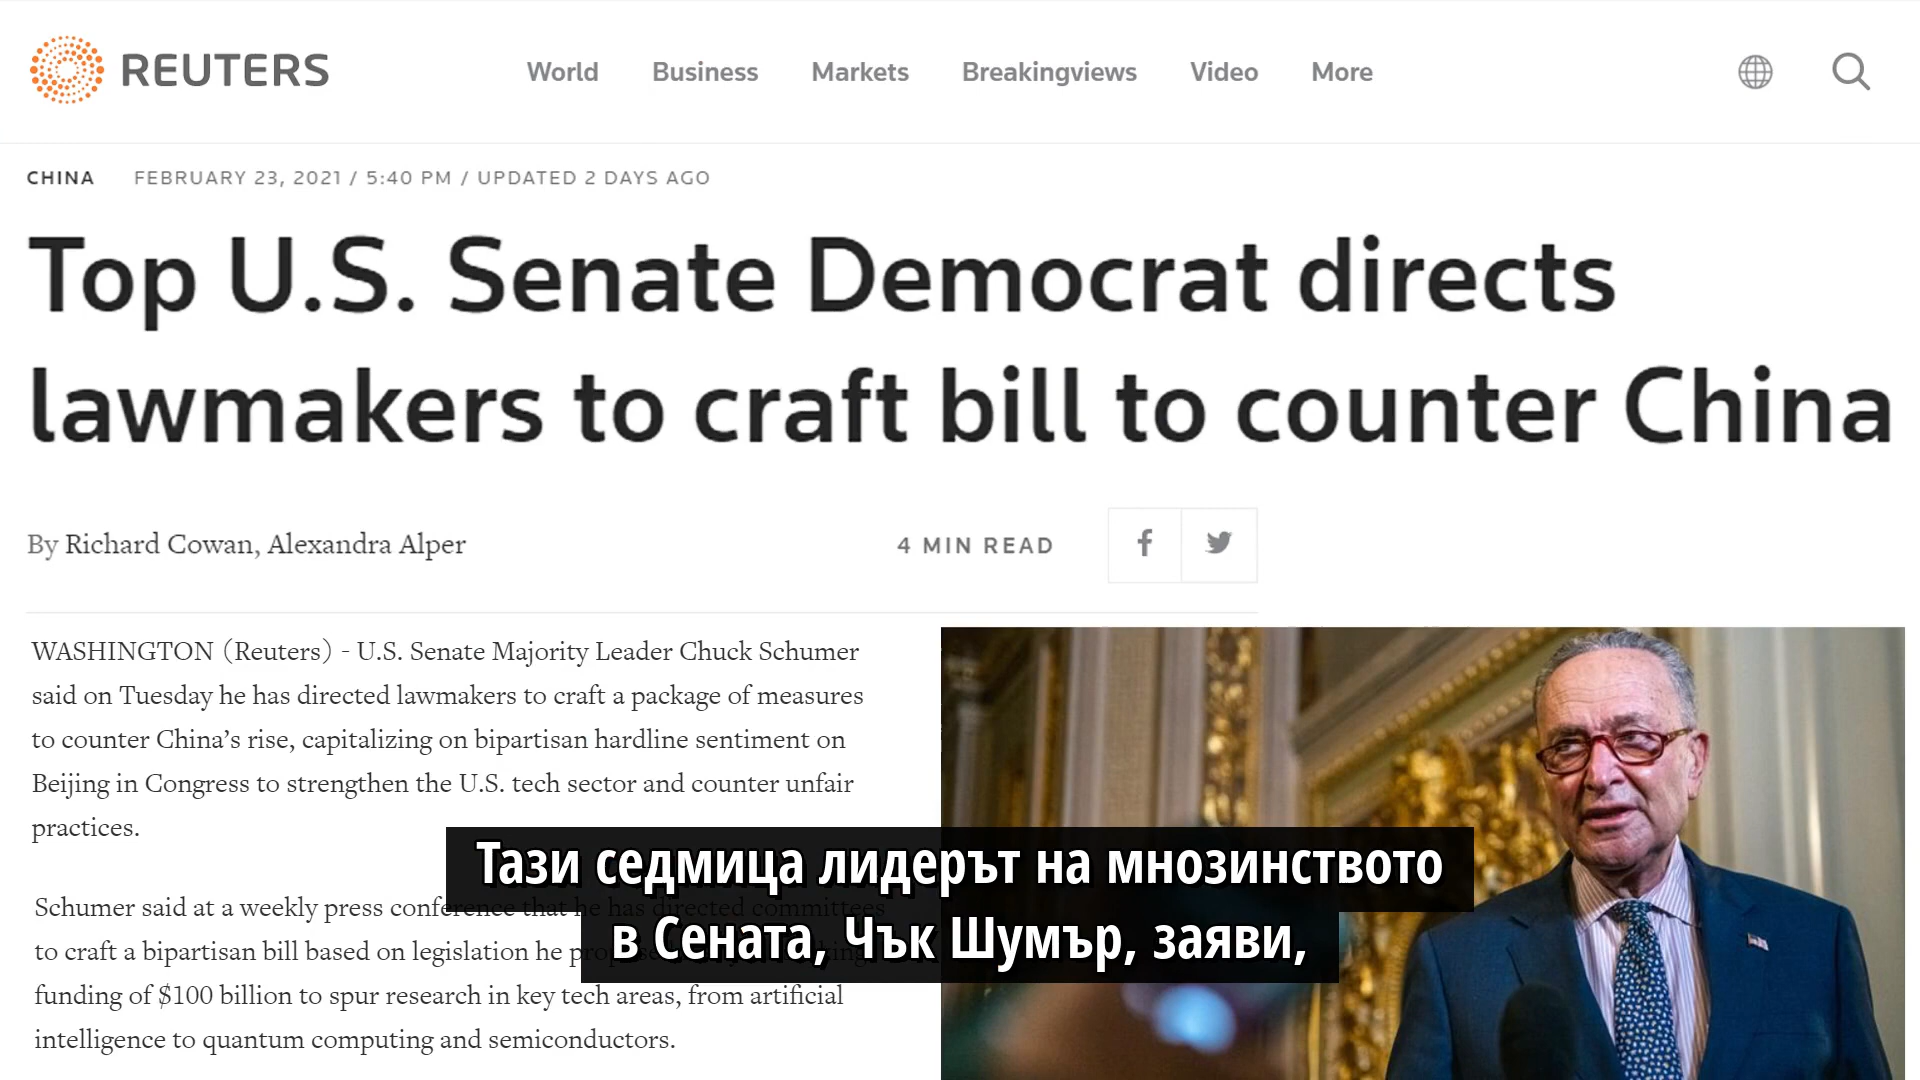 REUTERS
World Business Markets Breakingviews Video More
CHINA FEBRUARY 23, 2021 / 5:40 PM / UPDATED 2 DAYS AGO
Top U.S. Senate Democrat directs
lawmakers to craft bill to counter China
By Richard Cowan, Alexandra Alper 4 MIN READ
WASHINGTON (Reuters) - U.S. Senate Majority Leader Chuck Schumer
said on Tuesday he has directed lawmakers to craft a package of measures
to counter China’s rise, capitalizing on bipartisan hardline sentiment on
Beijing in Congress to strengthen the U.S. tech sector and counter unfair
practices.
Schumer said at a weekly press conference that he has directed committees
to craft a bipartisan bill based on legislation he
funding of $100 billion to spur research in key tech areas, from artificial
intelligence to quantum computing and semiconductors.
Тази седмица лидерът на мнозинството
в Сената, Чък Шумър, заяви,